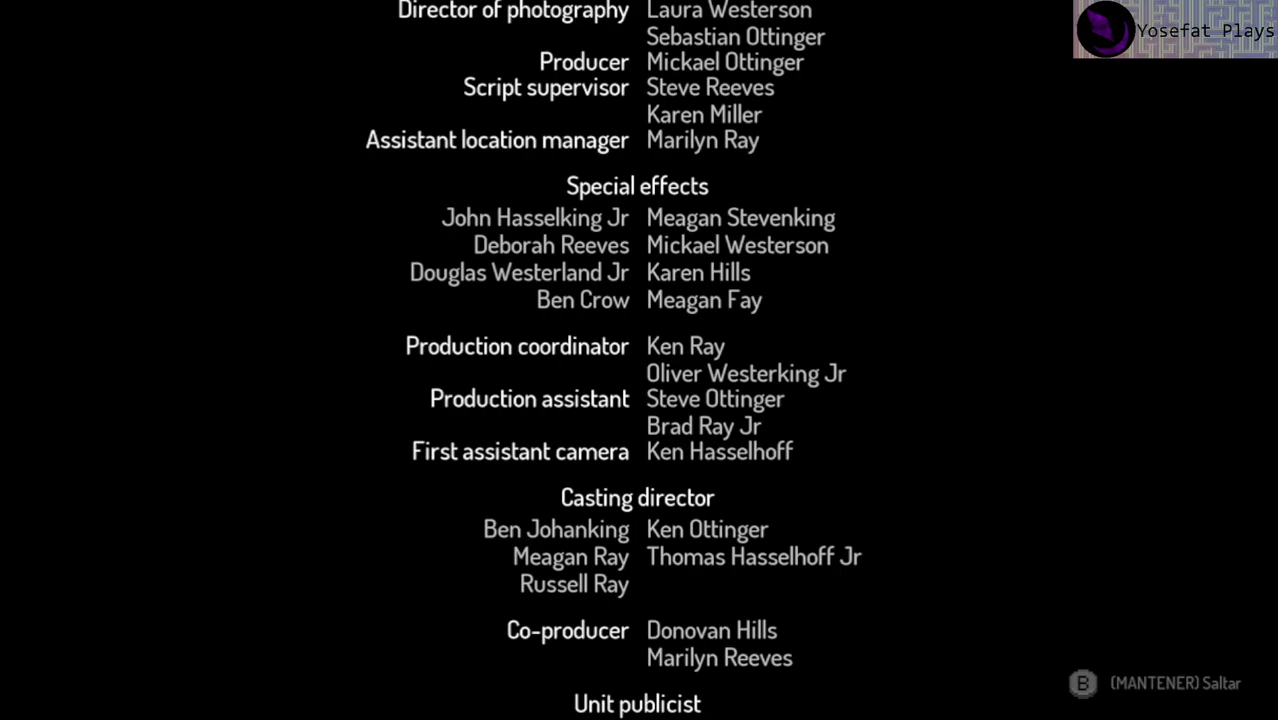 Director of photography Laura Westerson
Sebastian Ottinger
Yosefat Plays
Producer Mickael Ottinger
Script supervisor Steve Reeves
Karen Miller
Assistant location manager Marilyn Ray
Special effects
John Hasselking Jr Meagan Stevenking
Deborah Reeves Mickael Westerson
Douglas Westerland Jr Karen Hills
Ben Crow Meagan Fay
Production coordinator Ken Ray
Oliver Westerking Jr
Production assistant Steve Ottinger
Brad Ray Jr
First assistant camera Ken Hasselhoff
Casting director
Ben Johanking Ken Ottinger
Meagan Ray Thomas Hasselhoff Jr
Russell Ray
Co-producer Donovan Hills
Marilyn Reeves
B (MANTENER) Saltar
Unit publicist